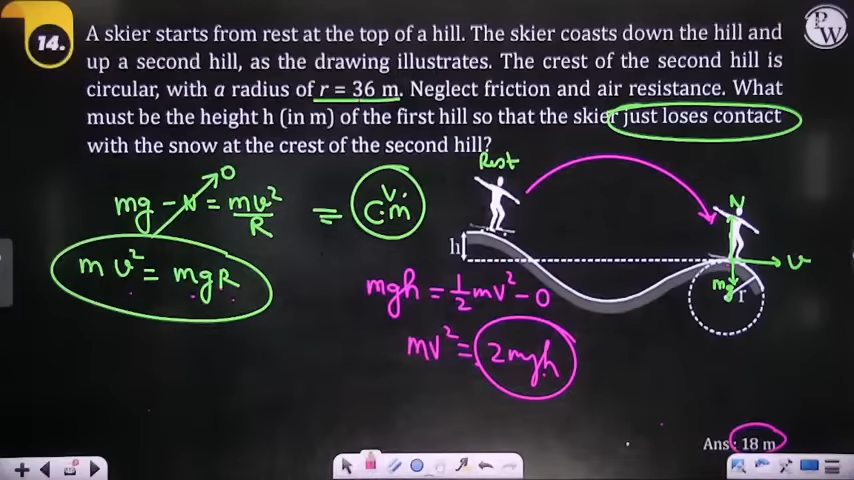 14.
A skier starts from rest at the top of a hill. The skier coasts down the hill and
up a second hill, as the drawing illustrates. The crest of the second hill is
circular, with a radius of r = 36 m. Neglect friction and air resistance. What
must be the height h (in m) of the first hill so that the skier just loses contact
with the snow at the crest of the second hill?
PW
mg - N = mv²/R
0
= C.V. m
mv² = mgR
Rest
h
N
v
mg
r
mgh = 1/2 mv² - 0
mv² = 2mgh
Ans : 18 m